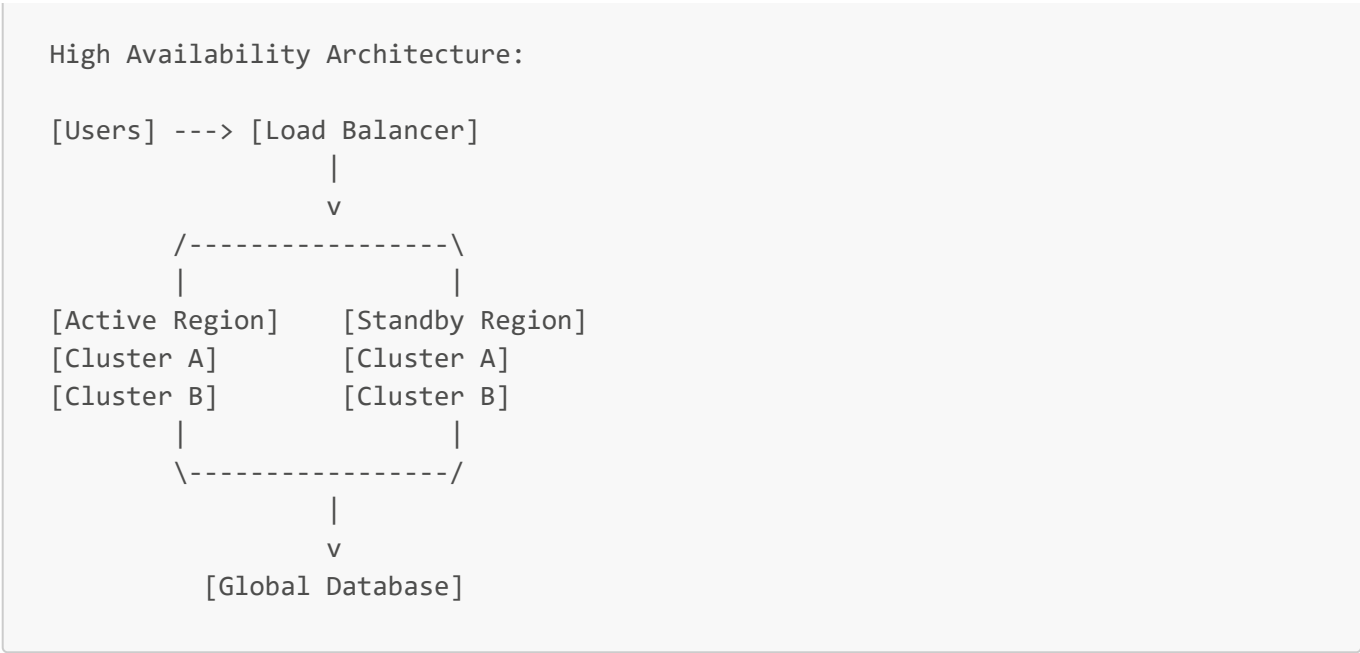 High Availability Architecture:
[Users] ---> [Load Balancer]
                  |
                  v
        /-----------------\
        |                 |
[Active Region]    [Standby Region]
[Cluster A]        [Cluster A]
[Cluster B]        [Cluster B]
        |                 |
        \-----------------/
                  |
                  v
          [Global Database]